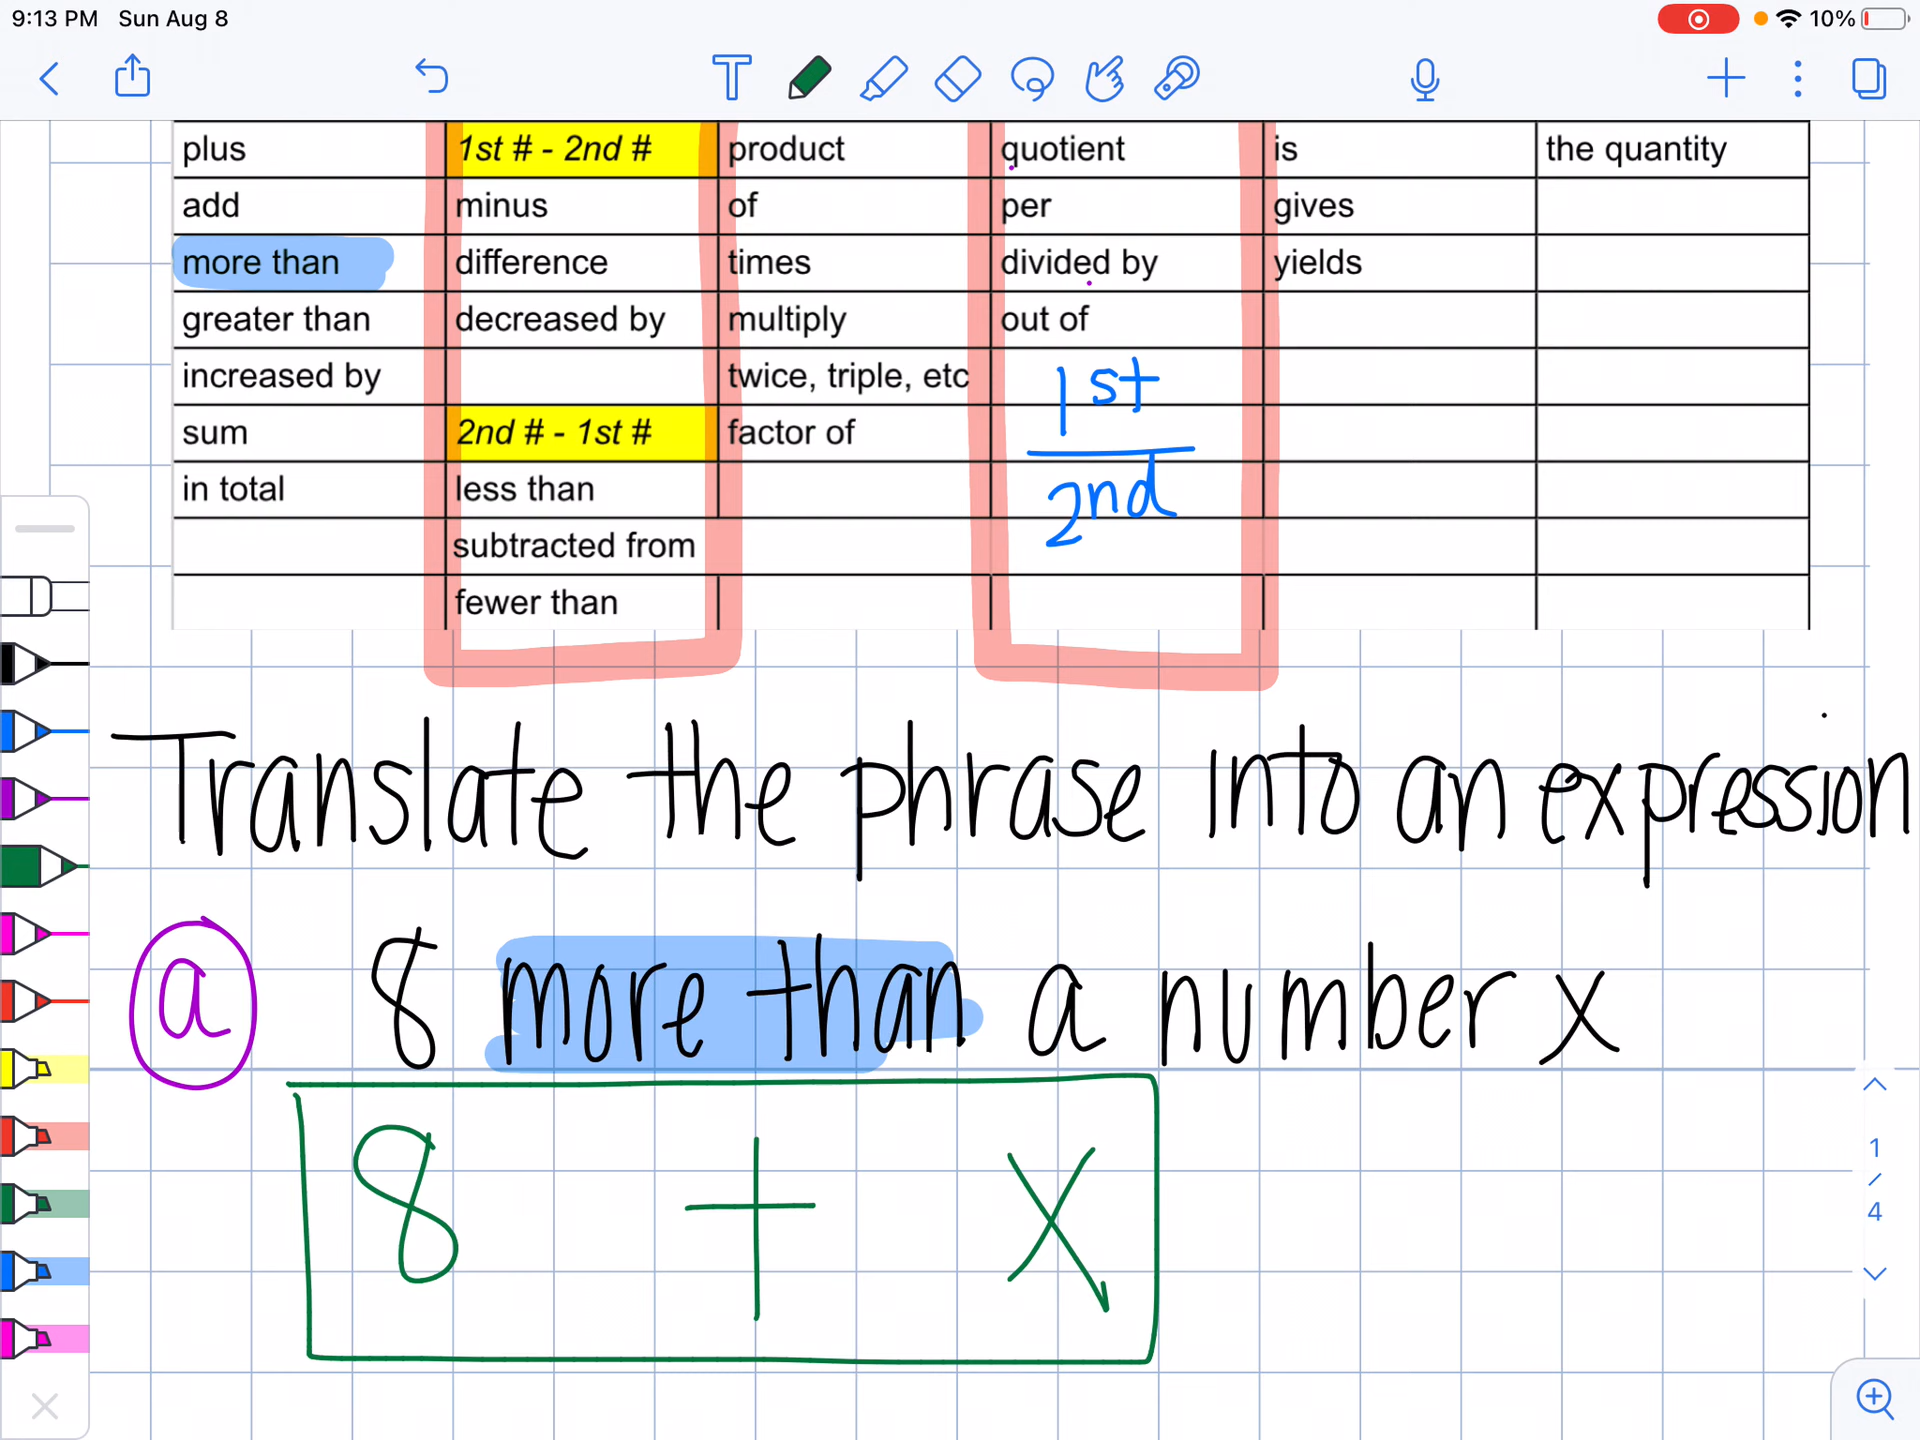 9:13 PM Sun Aug 8 10%
plus 1st # - 2nd # product quotient is the quantity
add minus of per gives
more than difference times divided by yields
greater than decreased by multiply out of
increased by twice, triple, etc 1st
sum 2nd # - 1st # factor of
in total less than 2nd
subtracted from
fewer than
Translate the phrase into an expression
a 8 more than a number x
8 + x
1
/
4